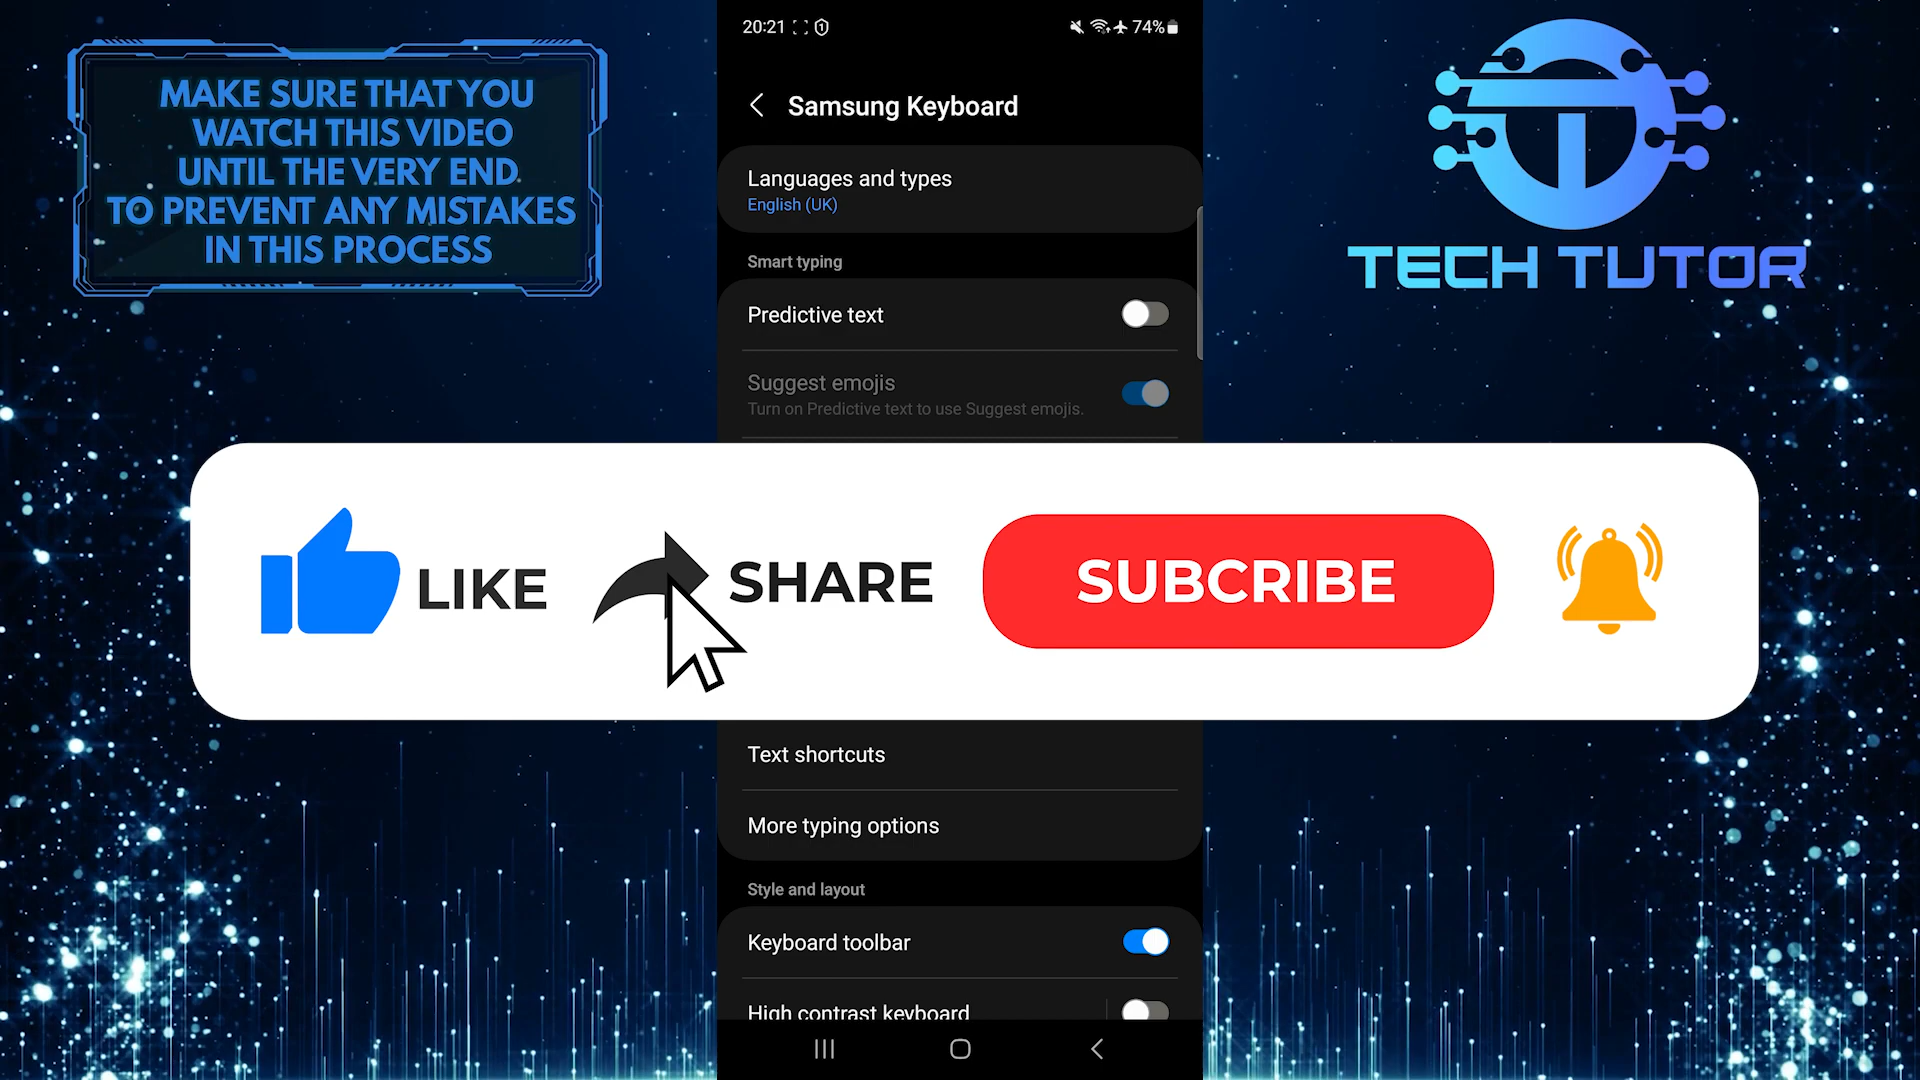 MAKE SURE THAT YOU
WATCH THIS VIDEO
UNTIL THE VERY END
TO PREVENT ANY MISTAKES
IN THIS PROCESS
20:21
74%
Samsung Keyboard
Languages and types
English (UK)
Smart typing
Predictive text
Suggest emojis
Turn on Predictive text to use Suggest emojis.
TECH TUTOR
LIKE
SHARE
SUBCRIBE
Text shortcuts
More typing options
Style and layout
Keyboard toolbar
High contrast keyboard